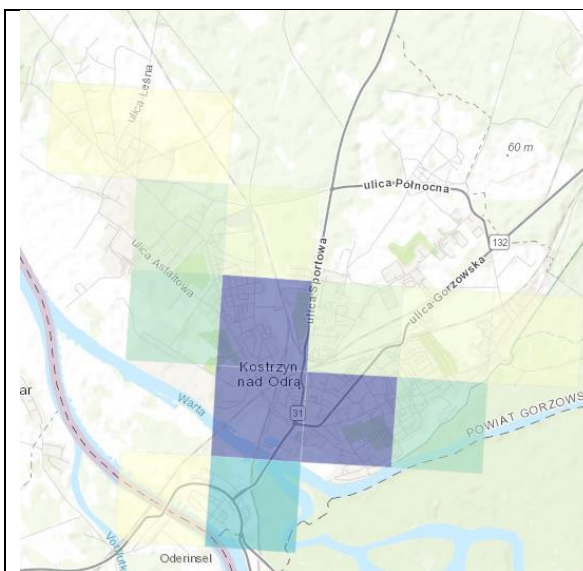 ulica Leśna
60 m
ulica Północna
132
ulica Asfaltowa
ulica Sportowa
ulica Gorzowska
Kostrzyn
nad Odrą
ar
Warta
31
POWIAT GORZOWS
Oderinsel